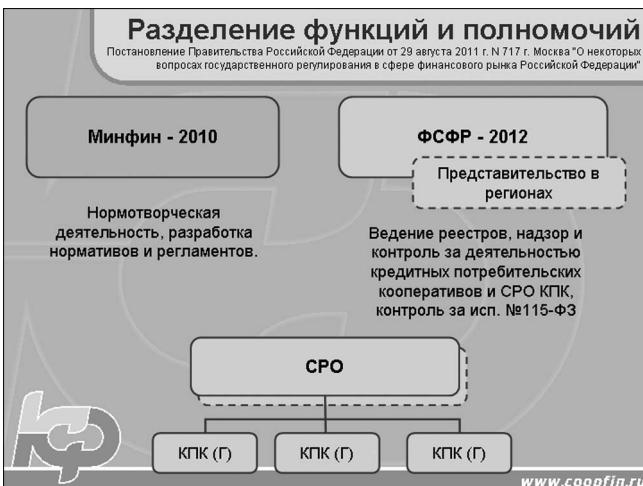 Разделение функций и полномочий
Постановление Правительства Российской Федерации от 29 августа 2011 г. N 717 г. Москва "О некоторых
вопросах государственного регулирования в сфере финансового рынка Российской Федерации"
Минфин - 2010
ФСФР - 2012
Представительство в
регионах
Нормотворческая
деятельность, разработка
нормативов и регламентов.
Ведение реестров, надзор и
контроль за деятельностью
кредитных потребительских
кооперативов и СРО КПК,
контроль за исп. №115-ФЗ
СРО
КПК (Г)
КПК (Г)
КПК (Г)
www.coopfin.ru